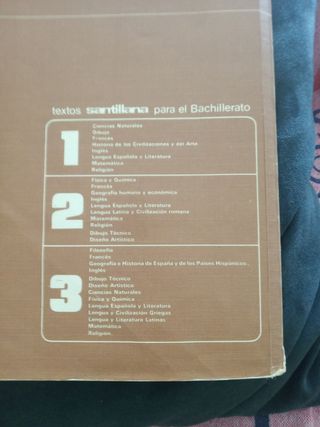 textos santillana para el Bachillerato
1
Ciencias Naturales
Dibujo
Francés
Historia de las Civilizaciones y del Arte
Inglés
Lengua Española y Literatura
Matemática
Religión
2
Física y Química
Francés
Geografía humana y económica
Inglés
Lengua Española y Literatura
Lengua Latina y Civilización romana
Matemática
Religión
Dibujo Técnico
Diseño Artístico
3
Filosofía
Francés
Geografía e Historia de España y de los Países Hispánicos.
Inglés
Dibujo Técnico
Diseño Artístico
Ciencias Naturales
Física y Química
Lengua Española y Literatura
Lengua y Civilización Griegas
Lengua y Literatura Latinas
Matemática
Religión.